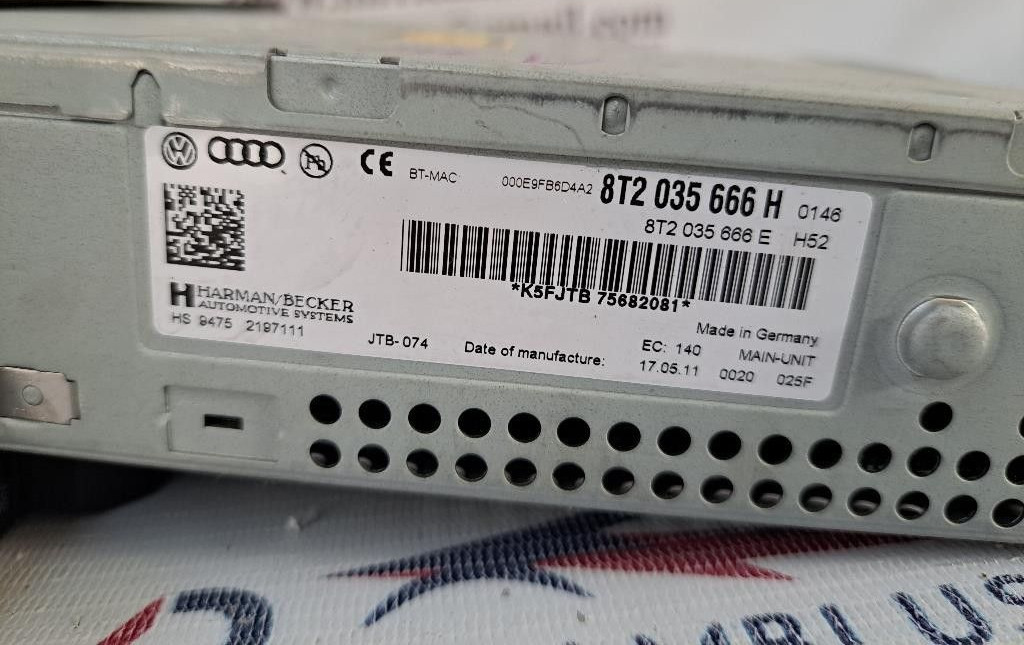 CE BT-MAC 000E9FB6D4A2 8T2 035 666 H 0146
8T2 035 666 E H52
*K5FJTB 75682081*
HARMAN/BECKER
AUTOMOTIVE SYSTEMS
HS 9475 2197111
JTB-074
Date of manufacture:
Made in Germany
EC: 140 MAIN-UNIT
17.05.11 0020 025F